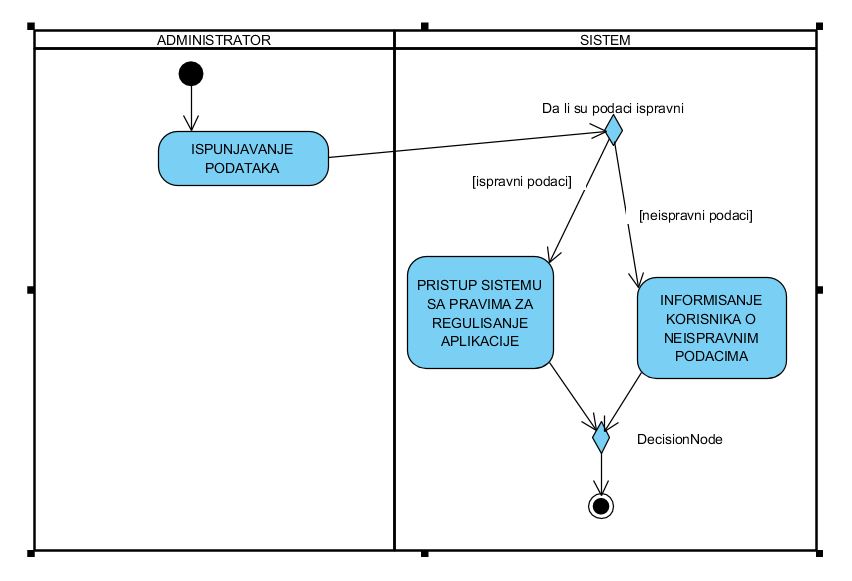 ADMINISTRATOR
SISTEM
Da li su podaci ispravni
ISPUNJAVANJE
PODATAKA
[ispravni podaci]
[neispravni podaci]
PRISTUP SISTEMU
SA PRAVIMA ZA
REGULISANJE
APLIKACIJE
INFORMISANJE
KORISNIKA O
NEISPRAVNIM
PODACIMA
DecisionNode